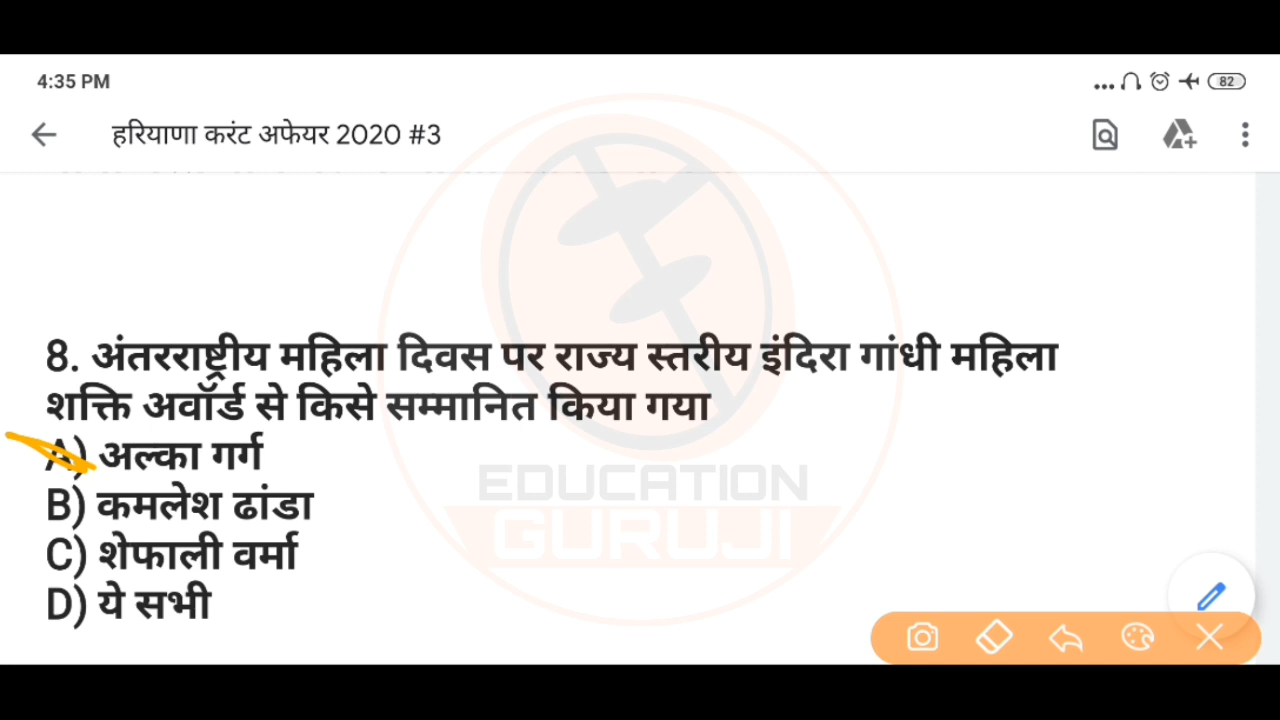 4:35 PM
82
हरियाणा करंट अफेयर 2020 #3
8. अंतरराष्ट्रीय महिला दिवस पर राज्य स्तरीय इंदिरा गांधी महिला
शक्ति अवॉर्ड से किसे सम्मानित किया गया
A) अल्का गर्ग
B) कमलेश ढांडा
C) शेफाली वर्मा
D) ये सभी
EDUCATION
GURUJI